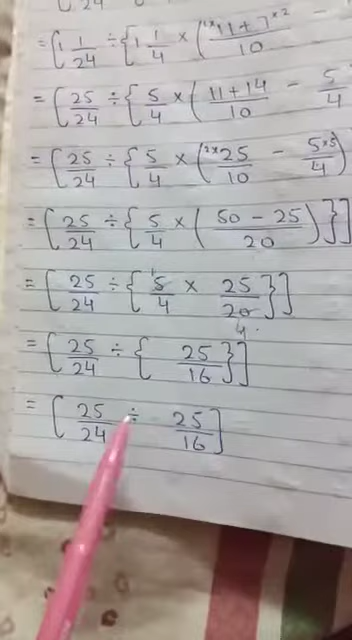 24
= [1 1/24 ÷ {1 1/4 × (1× 11 + 7 ×2 / 10 −
= [25/24 ÷ {5/4 × (11 + 14 / 10 − 5/4
= [25/24 ÷ {5/4 × (2× 25/10 − 5 ×5 / 4)
= [25/24 ÷ {5/4 × (50 − 25 / 20)}]
= [25/24 ÷ {5/4 × 25/20}]
4
= [25/24 ÷ {25/16}]
= [25/24 ÷ 25/16]